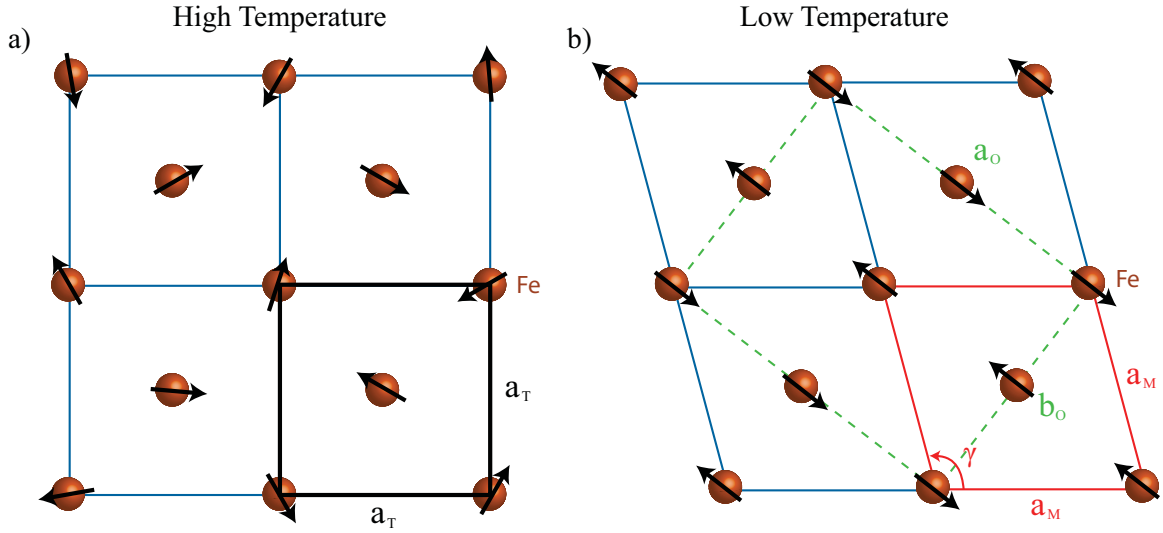 High Temperature
Low Temperature
a)
b)
a_O
Fe
Fe
a_T
a_M
b_O
γ
a_T
a_M